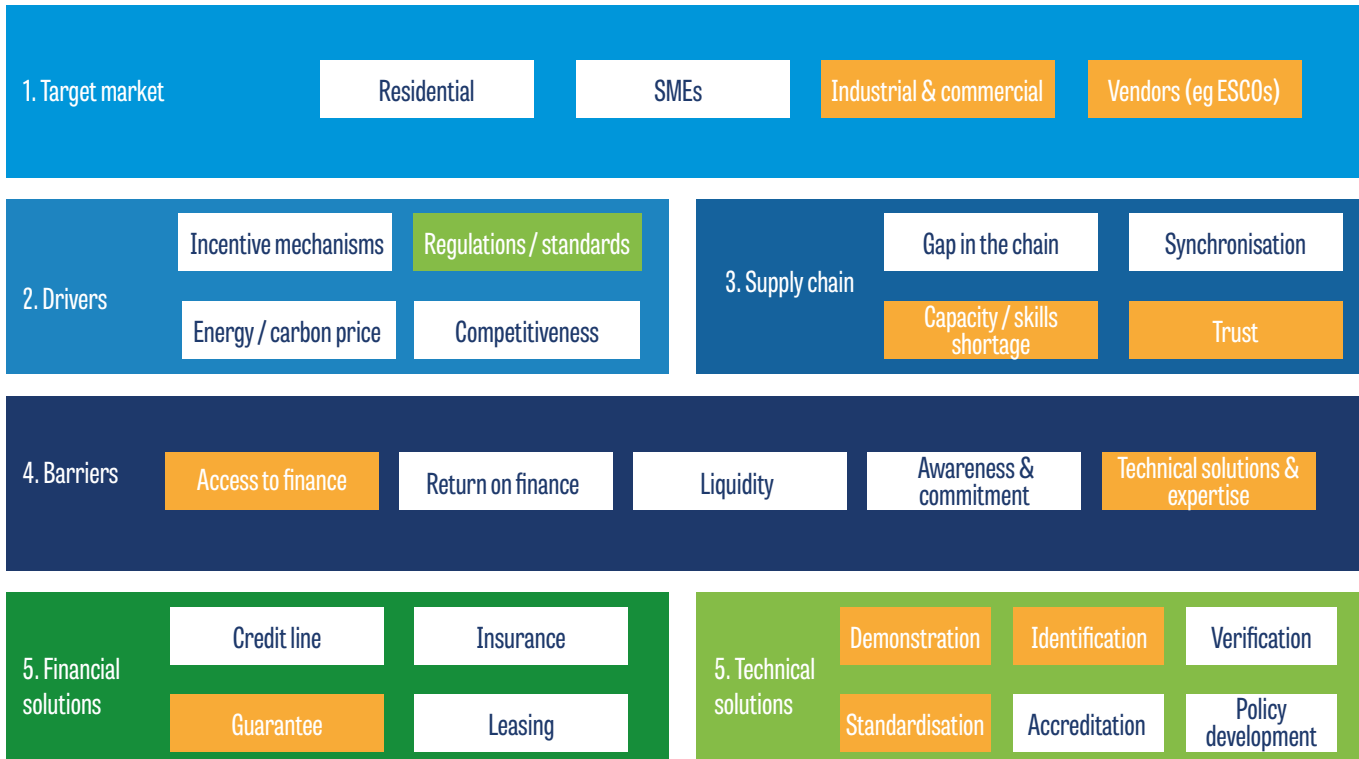 1. Target market
Residential
SMEs
Industrial & commercial
Vendors (eg ESCOs)
2. Drivers
Incentive mechanisms
Regulations / standards
Energy / carbon price
Competitiveness
3. Supply chain
Gap in the chain
Synchronisation
Capacity / skills
shortage
Trust
4. Barriers
Access to finance
Return on finance
Liquidity
Awareness &
commitment
Technical solutions &
expertise
5. Financial
solutions
Credit line
Insurance
Guarantee
Leasing
5. Technical
solutions
Demonstration
Identification
Verification
Standardisation
Accreditation
Policy
development